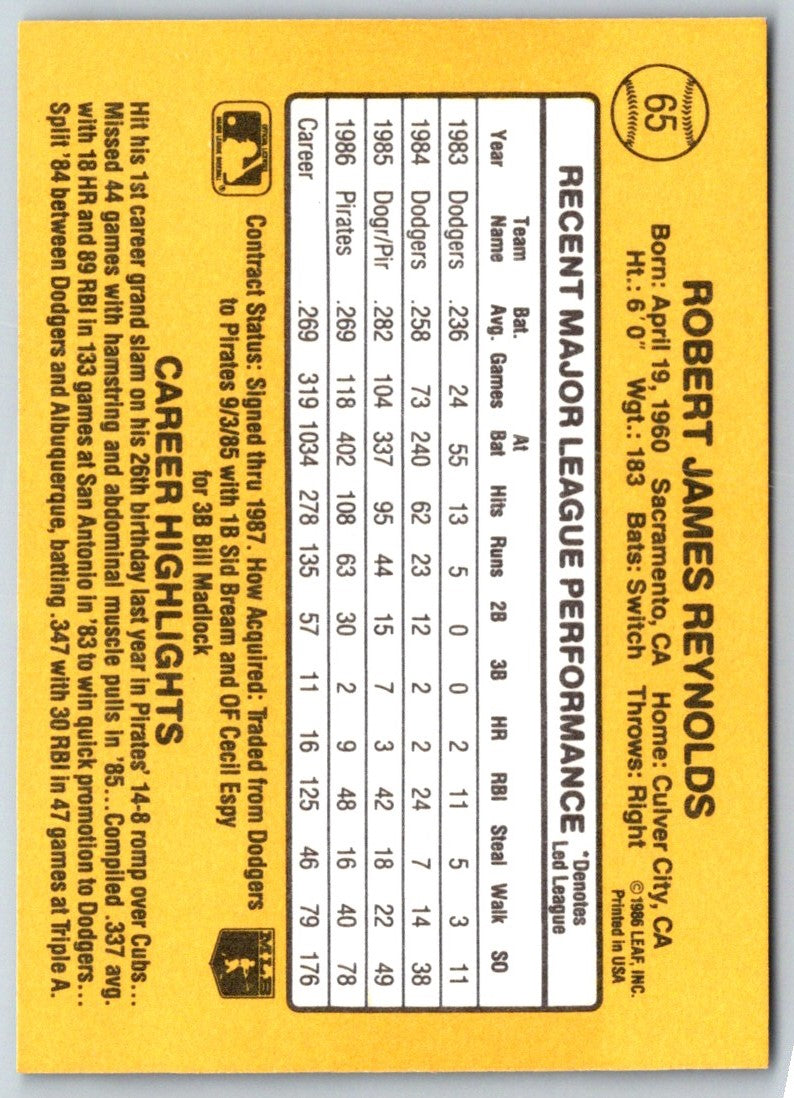 65
ROBERT JAMES REYNOLDS
Born: April 19, 1960 Sacramento, CA Home: Culver City, CA
Ht.: 6'0" Wgt.: 183 Bats: Switch Throws: Right
©1986 LEAF, INC.
Printed in USA
RECENT MAJOR LEAGUE PERFORMANCE *Denotes Led League
Year Team Name Bat. Avg. Games At Bat Hits Runs 2B 3B HR RBI Steal Walk SO
1983 Dodgers .236 24 55 13 5 0 0 2 11 5 3 11
1984 Dodgers .258 73 240 62 23 12 2 2 24 7 14 38
1985 Dogr/Pir .282 104 337 95 44 15 7 3 42 18 22 49
1986 Pirates .269 118 402 108 63 30 2 9 48 16 40 78
Career .269 319 1034 278 135 57 11 16 125 46 79 176
Contract Status: Signed thru 1987. How Acquired: Traded from Dodgers
to Pirates 9/3/85 with 1B Sid Bream and OF Cecil Espy
for 3B Bill Madlock
MLB
CAREER HIGHLIGHTS
Hit his 1st career grand slam on his 26th birthday last year in Pirates' 14-8 romp over Cubs...
Missed 44 games with hamstring and abdominal muscle pulls in '85...Compiled .337 avg.
with 18 HR and 89 RBI in 133 games at San Antonio in '83 to win quick promotion to Dodgers...
Split '84 between Dodgers and Albuquerque, batting .347 with 30 RBI in 47 games at Triple A.